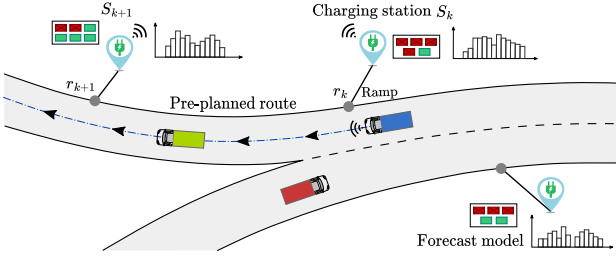 S_{k+1}
Charging station S_k
r_{k+1}
Pre-planned route
r_k
Ramp
Forecast model